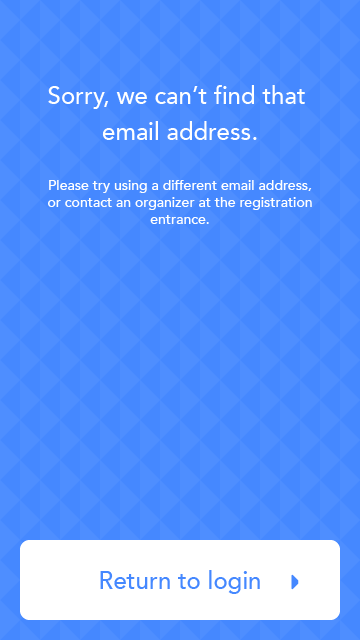 Sorry, we can’t find that
email address.
Please try using a different email address,
or contact an organizer at the registration
entrance.
Return to login